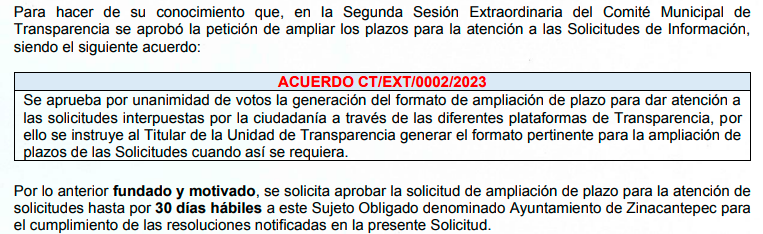 Para hacer de su conocimiento que, en la Segunda Sesión Extraordinaria del Comité Municipal de
Transparencia se aprobó la petición de ampliar los plazos para la atención a las Solicitudes de Información,
siendo el siguiente acuerdo:
ACUERDO CT/EXT/0002/2023
Se aprueba por unanimidad de votos la generación del formato de ampliación de plazo para dar atención a
las solicitudes interpuestas por la ciudadanía a través de las diferentes plataformas de Transparencia, por
ello se instruye al Titular de la Unidad de Transparencia generar el formato pertinente para la ampliación de
plazos de las Solicitudes cuando así se requiera.
Por lo anterior fundado y motivado, se solicita aprobar la solicitud de ampliación de plazo para la atención de
solicitudes hasta por 30 días hábiles a este Sujeto Obligado denominado Ayuntamiento de Zinacantepec para
el cumplimiento de las resoluciones notificadas en la presente Solicitud.